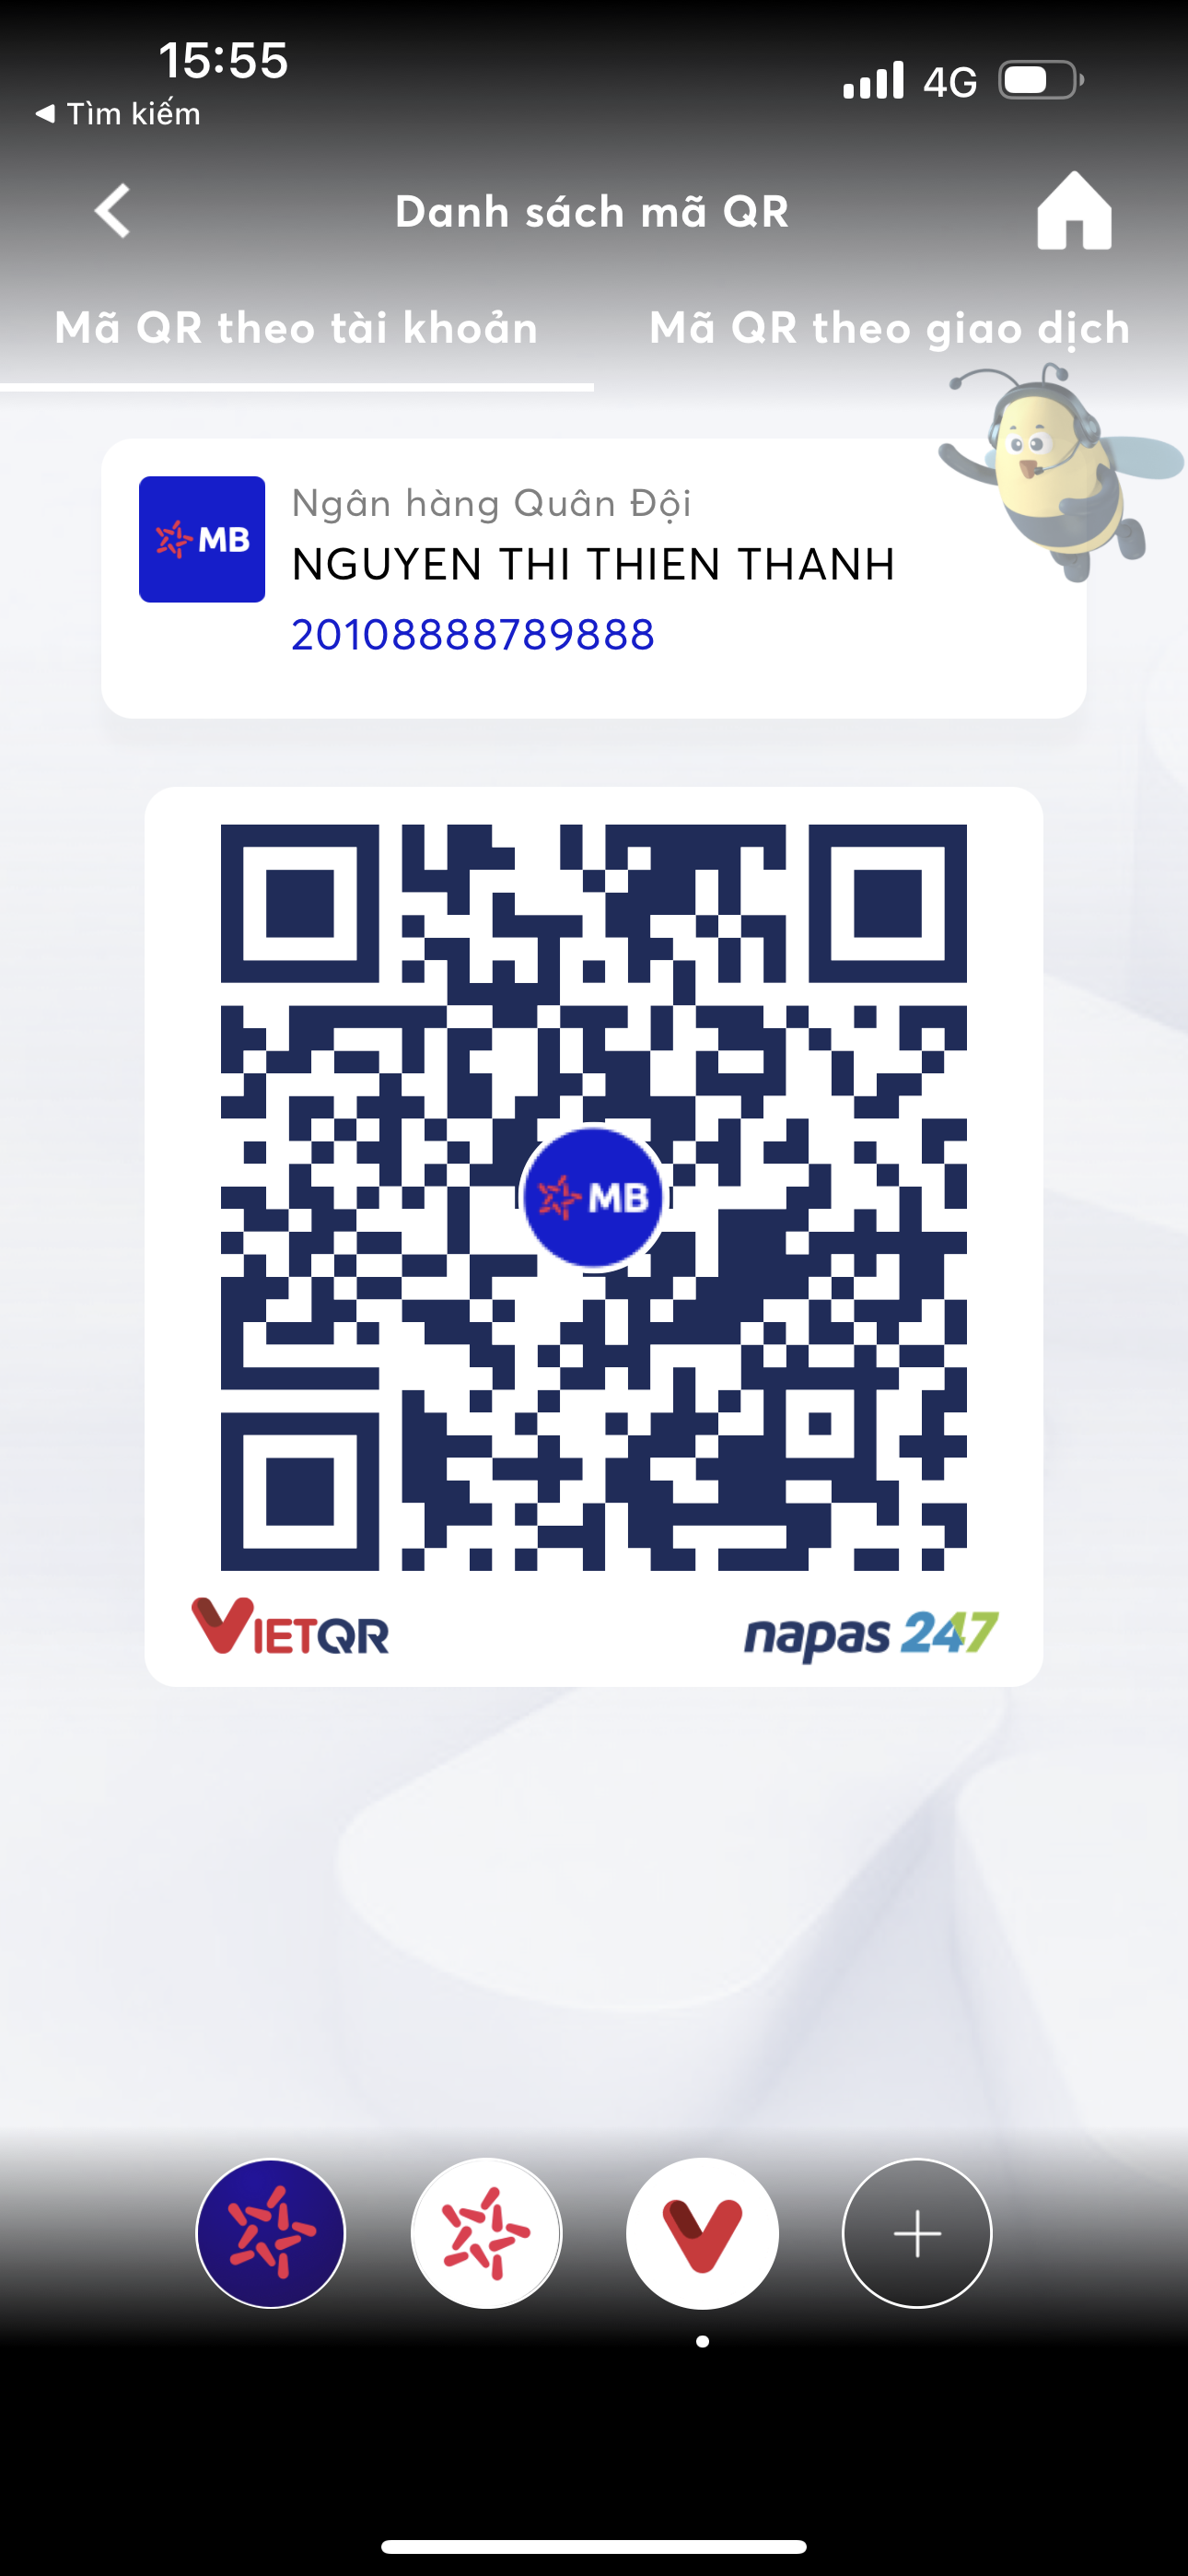 15:55
4G
Tìm kiếm
Danh sách mã QR
Mã QR theo tài khoản
Mã QR theo giao dịch
Ngân hàng Quân Đội
MB
NGUYEN THI THIEN THANH
20108888789888
MB
VIETQR
napas 247